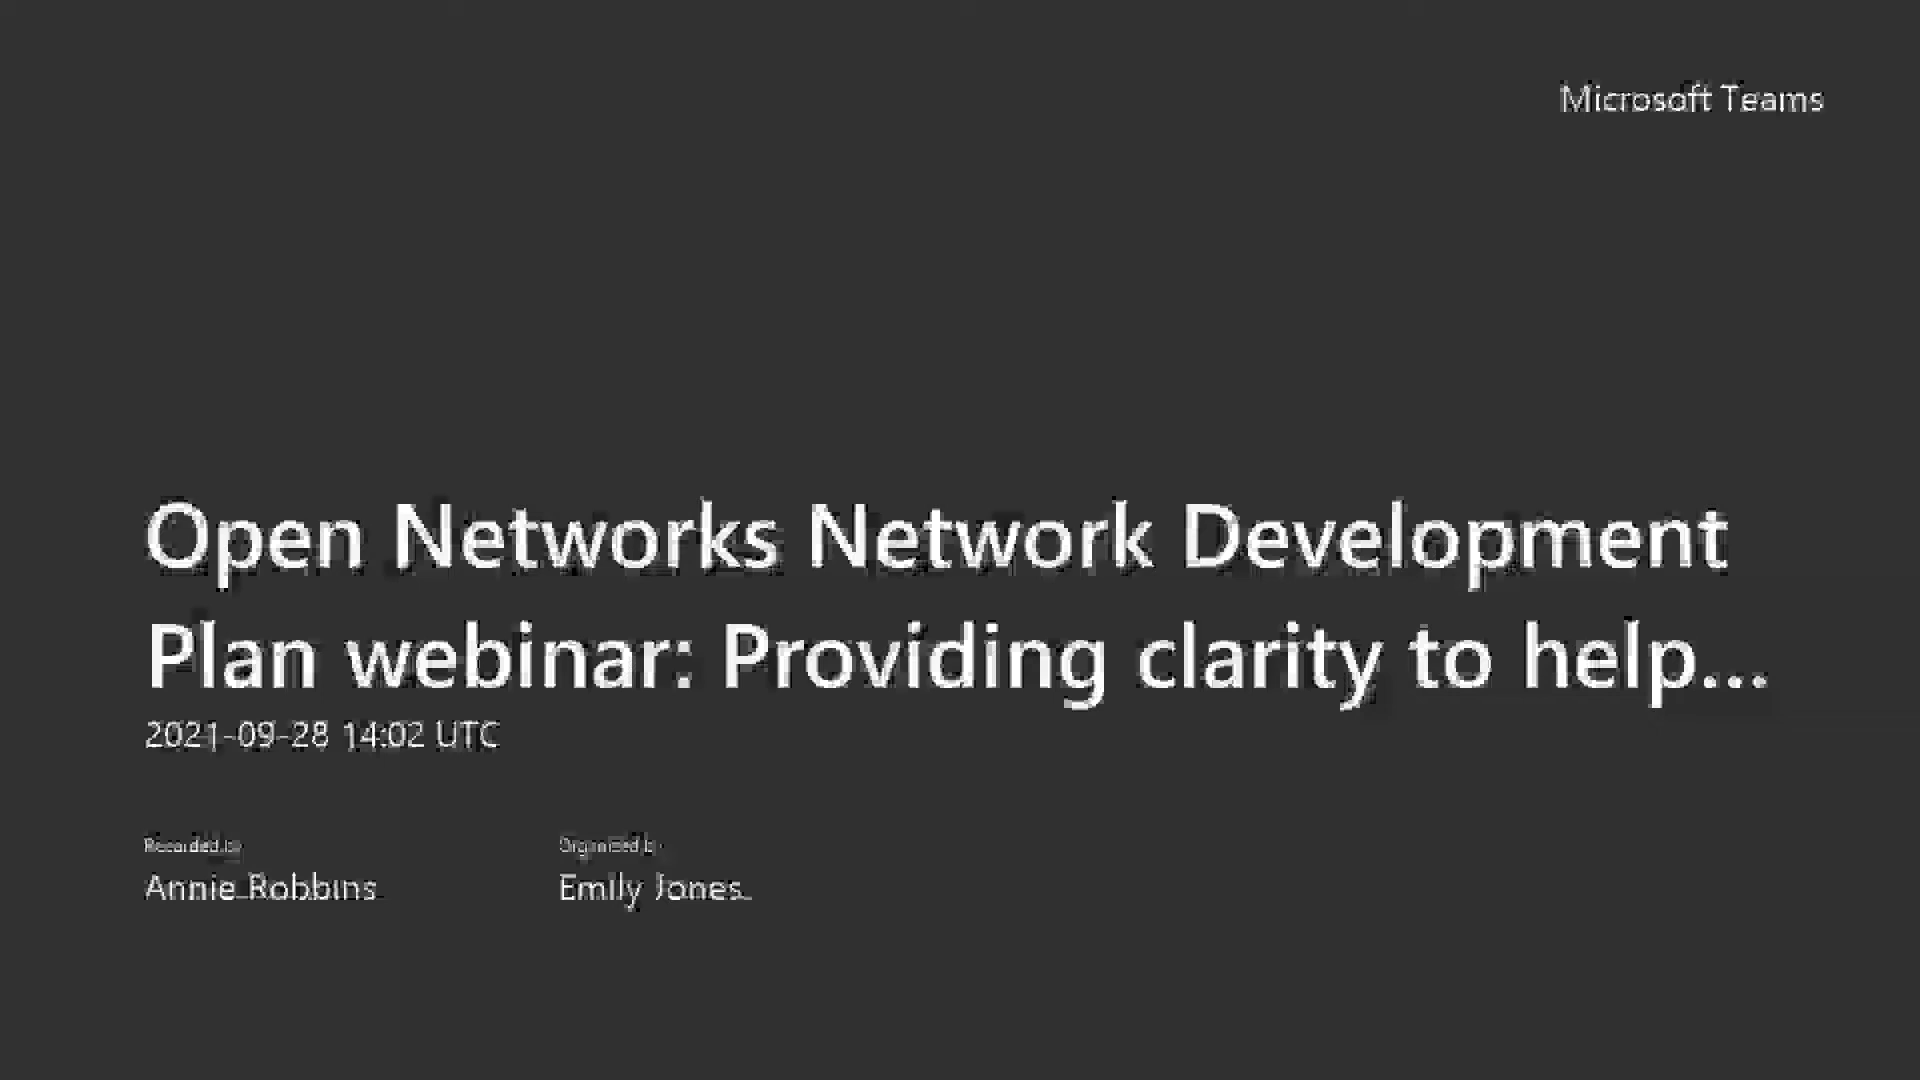 Microsoft Teams
Open Networks Network Development
Plan webinar: Providing clarity to help...
2021-09-28 14:02 UTC
Recorded by
Organized by
Annie Robbins
Emily Jones